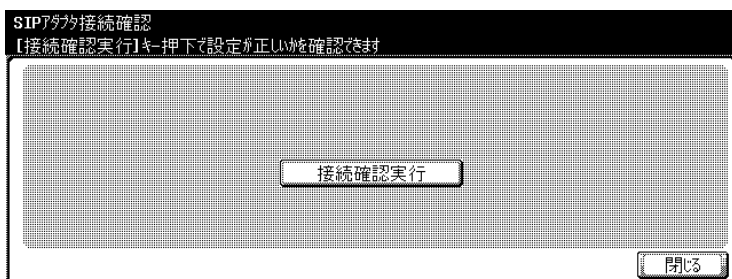 SIPｱﾀﾞﾌﾟﾀ接続確認
【接続確認実行】ｷｰ押下で設定が正しいかを確認できます
接続確認実行
閉じる